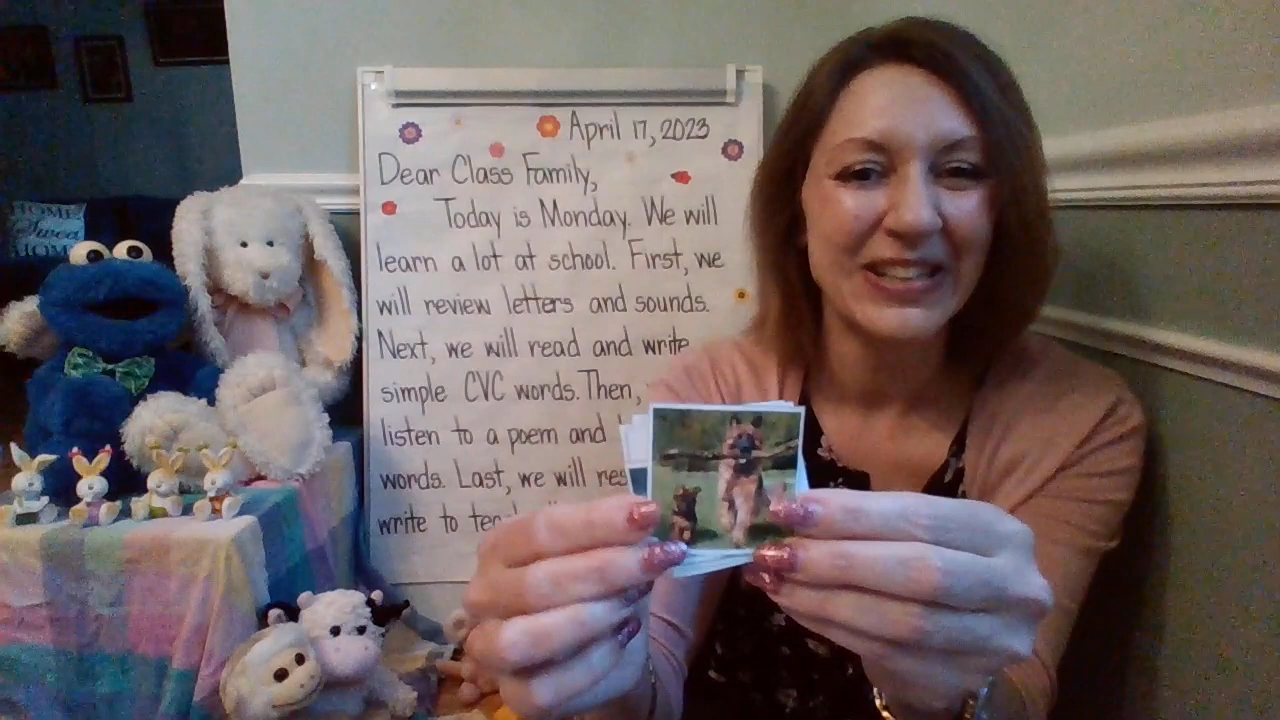 April 17, 2023
Dear Class Family,
Today is Monday. We will
learn a lot at school. First, we
will review letters and sounds.
Next, we will read and write
simple CVC words. Then,
listen to a poem and
words. Last, we will
write to
HOME
Sweet
HOME